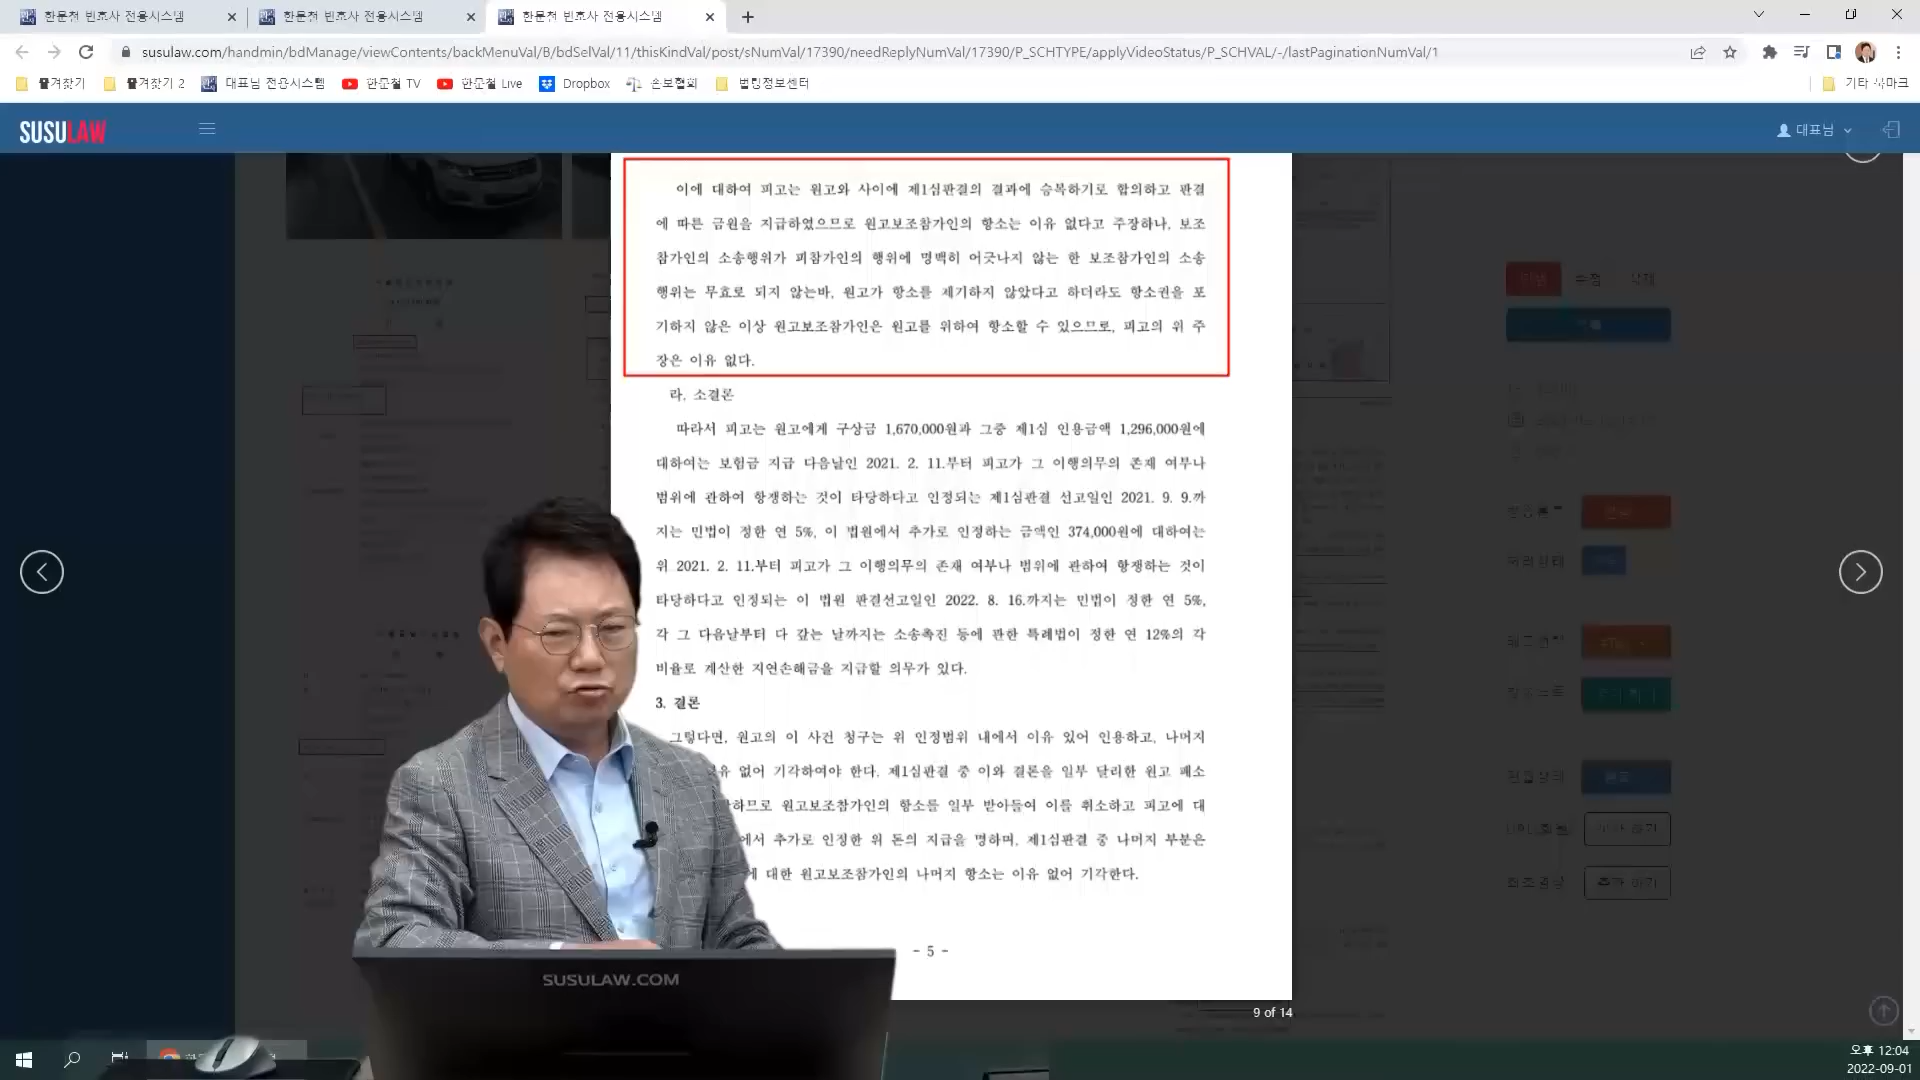 한문철 변호사 전용시스템
한문철 변호사 전용시스템
한문철 변호사 전용시스템
susulaw.com/handmin/bdManage/viewContents/backMenuVal/B/bdSelVal/11/thisKindVal/post/sNumVal/17390/needReplyNumVal/17390/P_SCHTYPE/applyVideoStatus/P_SCHVAL/-/lastPaginationNumVal/1
즐겨찾기
즐겨찾기 2
대표님 전용시스템
한문철 TV
한문철 Live
Dropbox
손보협회
법률정보센터
기타 북마크
SUSULAW
대표님
이에 대하여 피고는 원고와 사이에 제1심판결의 결과에 승복하기로 합의하고 판결
에 따른 금원을 지급하였으므로 원고보조참가인의 항소는 이유 없다고 주장하나, 보조
참가인의 소송행위가 피참가인의 행위에 명백히 어긋나지 않는 한 보조참가인의 소송
행위는 무효로 되지 않는바, 원고가 항소를 제기하지 않았다고 하더라도 항소권을 포
기하지 않은 이상 원고보조참가인은 원고를 위하여 항소할 수 있으므로, 피고의 위 주
장은 이유 없다.
라. 소결론
따라서 피고는 원고에게 구상금 1,670,000원과 그중 제1심 인용금액 1,296,000원에
대하여는 보험금 지급 다음날인 2021. 2. 11.부터 피고가 그 이행의무의 존재 여부나
범위에 관하여 항쟁하는 것이 타당하다고 인정되는 제1심판결 선고일인 2021. 9. 9.까
지는 민법이 정한 연 5%, 이 법원에서 추가로 인정하는 금액인 374,000원에 대하여는
위 2021. 2. 11.부터 피고가 그 이행의무의 존재 여부나 범위에 관하여 항쟁하는 것이
타당하다고 인정되는 이 법원 판결선고일인 2022. 8. 16.까지는 민법이 정한 연 5%,
각 그 다음날부터 다 갚는 날까지는 소송촉진 등에 관한 특례법이 정한 연 12%의 각
비율로 계산한 지연손해금을 지급할 의무가 있다.
3. 결론
그렇다면, 원고의 이 사건 청구는 위 인정범위 내에서 이유 있어 인용하고, 나머지
없어 기각하여야 한다. 제1심판결 중 이와 결론을 일부 달리한 원고 패소
하므로 원고보조참가인의 항소를 일부 받아들여 이를 취소하고 피고에 대
에서 추가로 인정한 위 돈의 지급을 명하며, 제1심판결 중 나머지 부분은
에 대한 원고보조참가인의 나머지 항소는 이유 없어 기각한다.
- 5 -
SUSULAW.COM
9 of 14
오후 12:04
2022-09-01